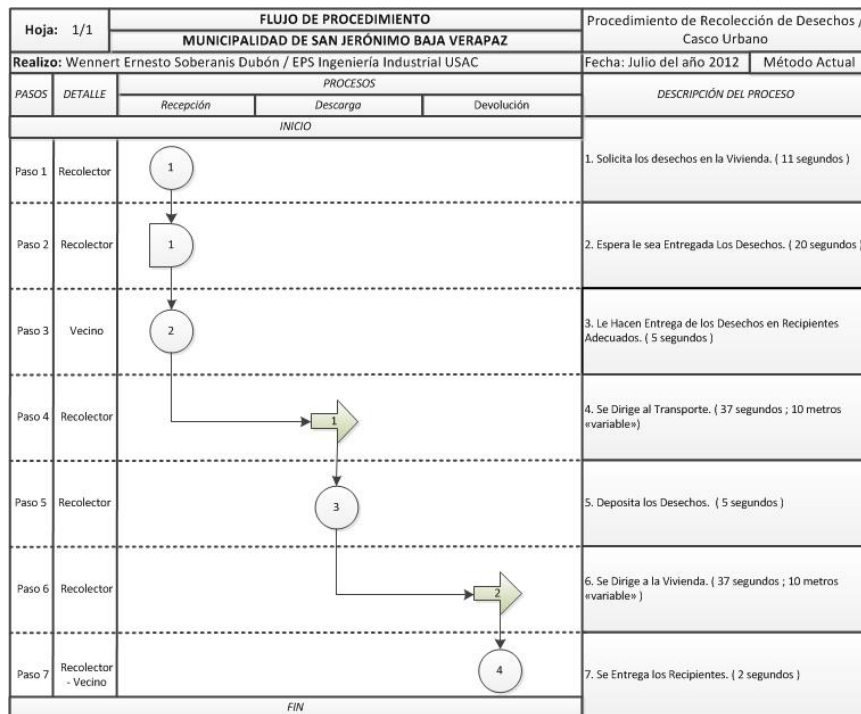 Hoja: 1/1
FLUJO DE PROCEDIMIENTO
MUNICIPALIDAD DE SAN JERÓNIMO BAJA VERAPAZ
Procedimiento de Recolección de Desechos /
Casco Urbano
Realizo: Wennert Ernesto Soberanis Dubón / EPS Ingeniería Industrial USAC
Fecha: Julio del año 2012
Método Actual
PASOS
DETALLE
PROCESOS
Recepción
Descarga
Devolución
DESCRIPCIÓN DEL PROCESO
INICIO
Paso 1
Recolector
1
1. Solicita los desechos en la Vivienda. ( 11 segundos )
Paso 2
Recolector
1
2. Espera le sea Entregada Los Desechos. ( 20 segundos )
Paso 3
Vecino
2
3. Le Hacen Entrega de los Desechos en Recipientes
Adecuados. ( 5 segundos )
Paso 4
Recolector
1
4. Se Dirige al Transporte. ( 37 segundos ; 10 metros
«variable»)
Paso 5
Recolector
3
5. Deposita los Desechos. ( 5 segundos )
Paso 6
Recolector
2
6. Se Dirige a la Vivienda. ( 37 segundos ; 10 metros
«variable» )
Paso 7
Recolector
- Vecino
4
7. Se Entrega los Recipientes. ( 2 segundos )
FIN